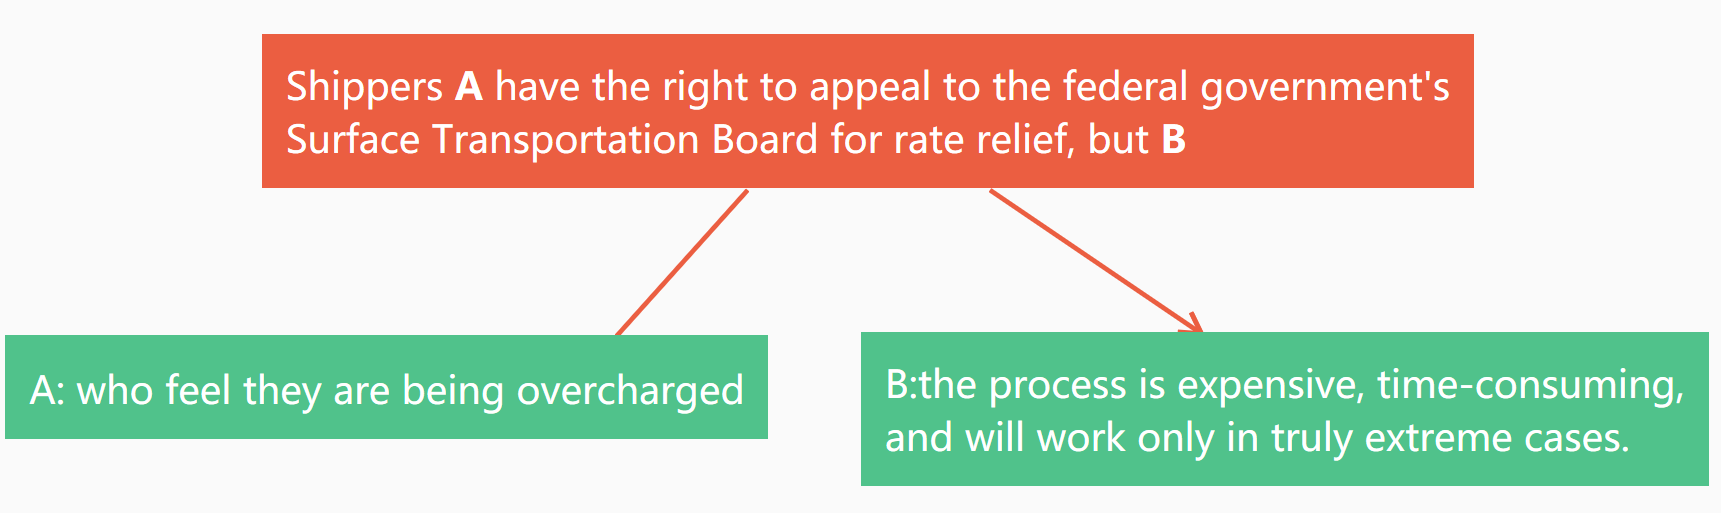 Shippers A have the right to appeal to the federal government's
Surface Transportation Board for rate relief, but B
A: who feel they are being overcharged
B:the process is expensive, time-consuming,
and will work only in truly extreme cases.